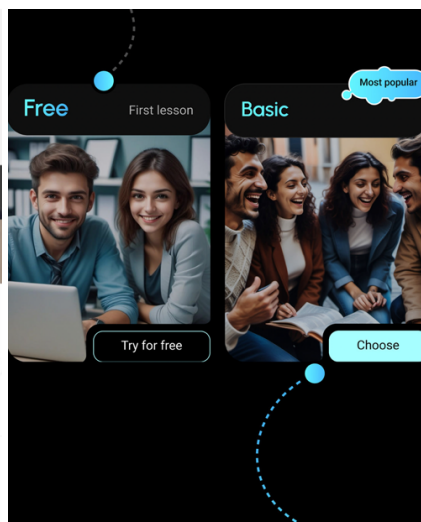 Free
First lesson
Try for free
Most popular
Basic
Choose